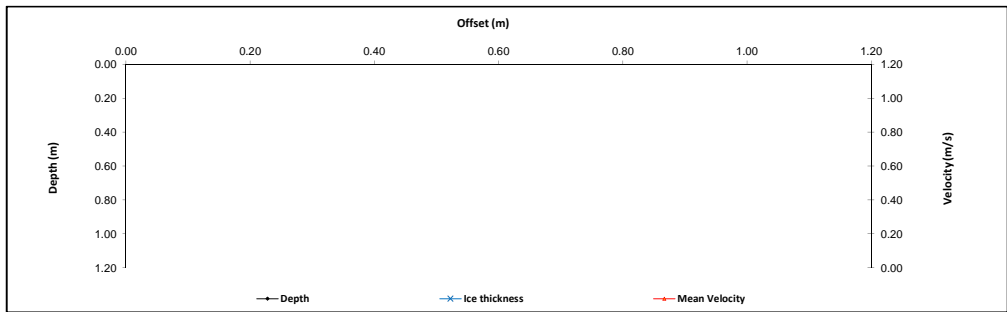 Offset (m)
0.00 0.20 0.40 0.60 0.80 1.00 1.20
0.00 1.20
0.20 1.00
0.40 0.80
0.60 0.60
0.80 0.40
1.00 0.20
1.20 0.00
Depth (m)
Velocity (m/s)
Depth Ice thickness Mean Velocity